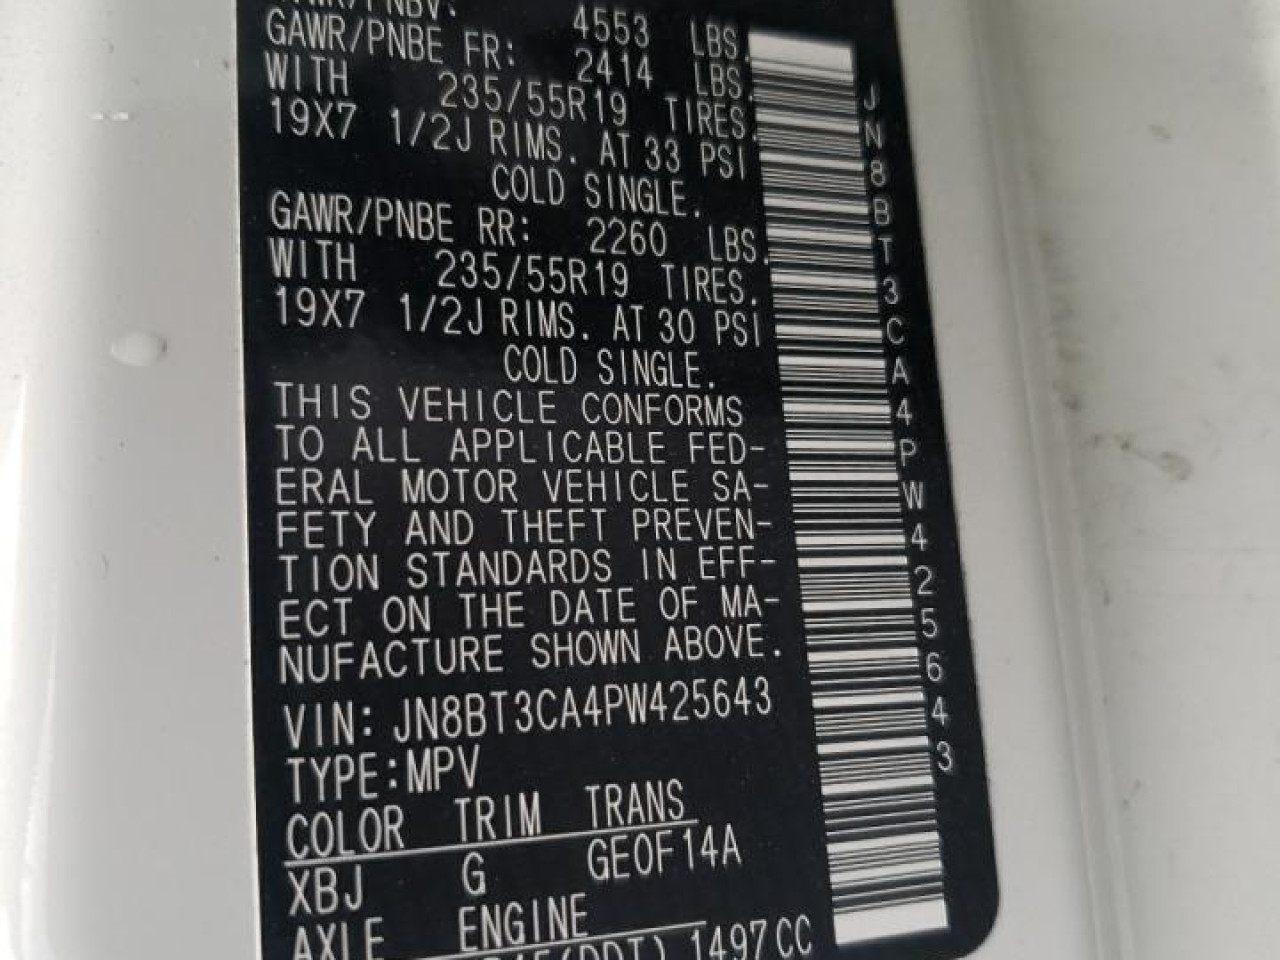 4553 LBS.
GAWR/PNBE FR: 2414 LBS.
WITH 235/55R19 TIRES.
19X7 1/2J RIMS. AT 33 PSI
COLD SINGLE.
GAWR/PNBE RR: 2260 LBS.
WITH 235/55R19 TIRES.
19X7 1/2J RIMS. AT 30 PSI
COLD SINGLE.
THIS VEHICLE CONFORMS
TO ALL APPLICABLE FED-
ERAL MOTOR VEHICLE SA-
FETY AND THEFT PREVEN-
TION STANDARDS IN EFF-
ECT ON THE DATE OF MA-
NUFACTURE SHOWN ABOVE.
VIN: JN8BT3CA4PW425643
TYPE:MPV
COLOR TRIM TRANS
XBJ G GE0F14A
AXLE ENGINE
1497CC
JN8BT3CA4PW425643